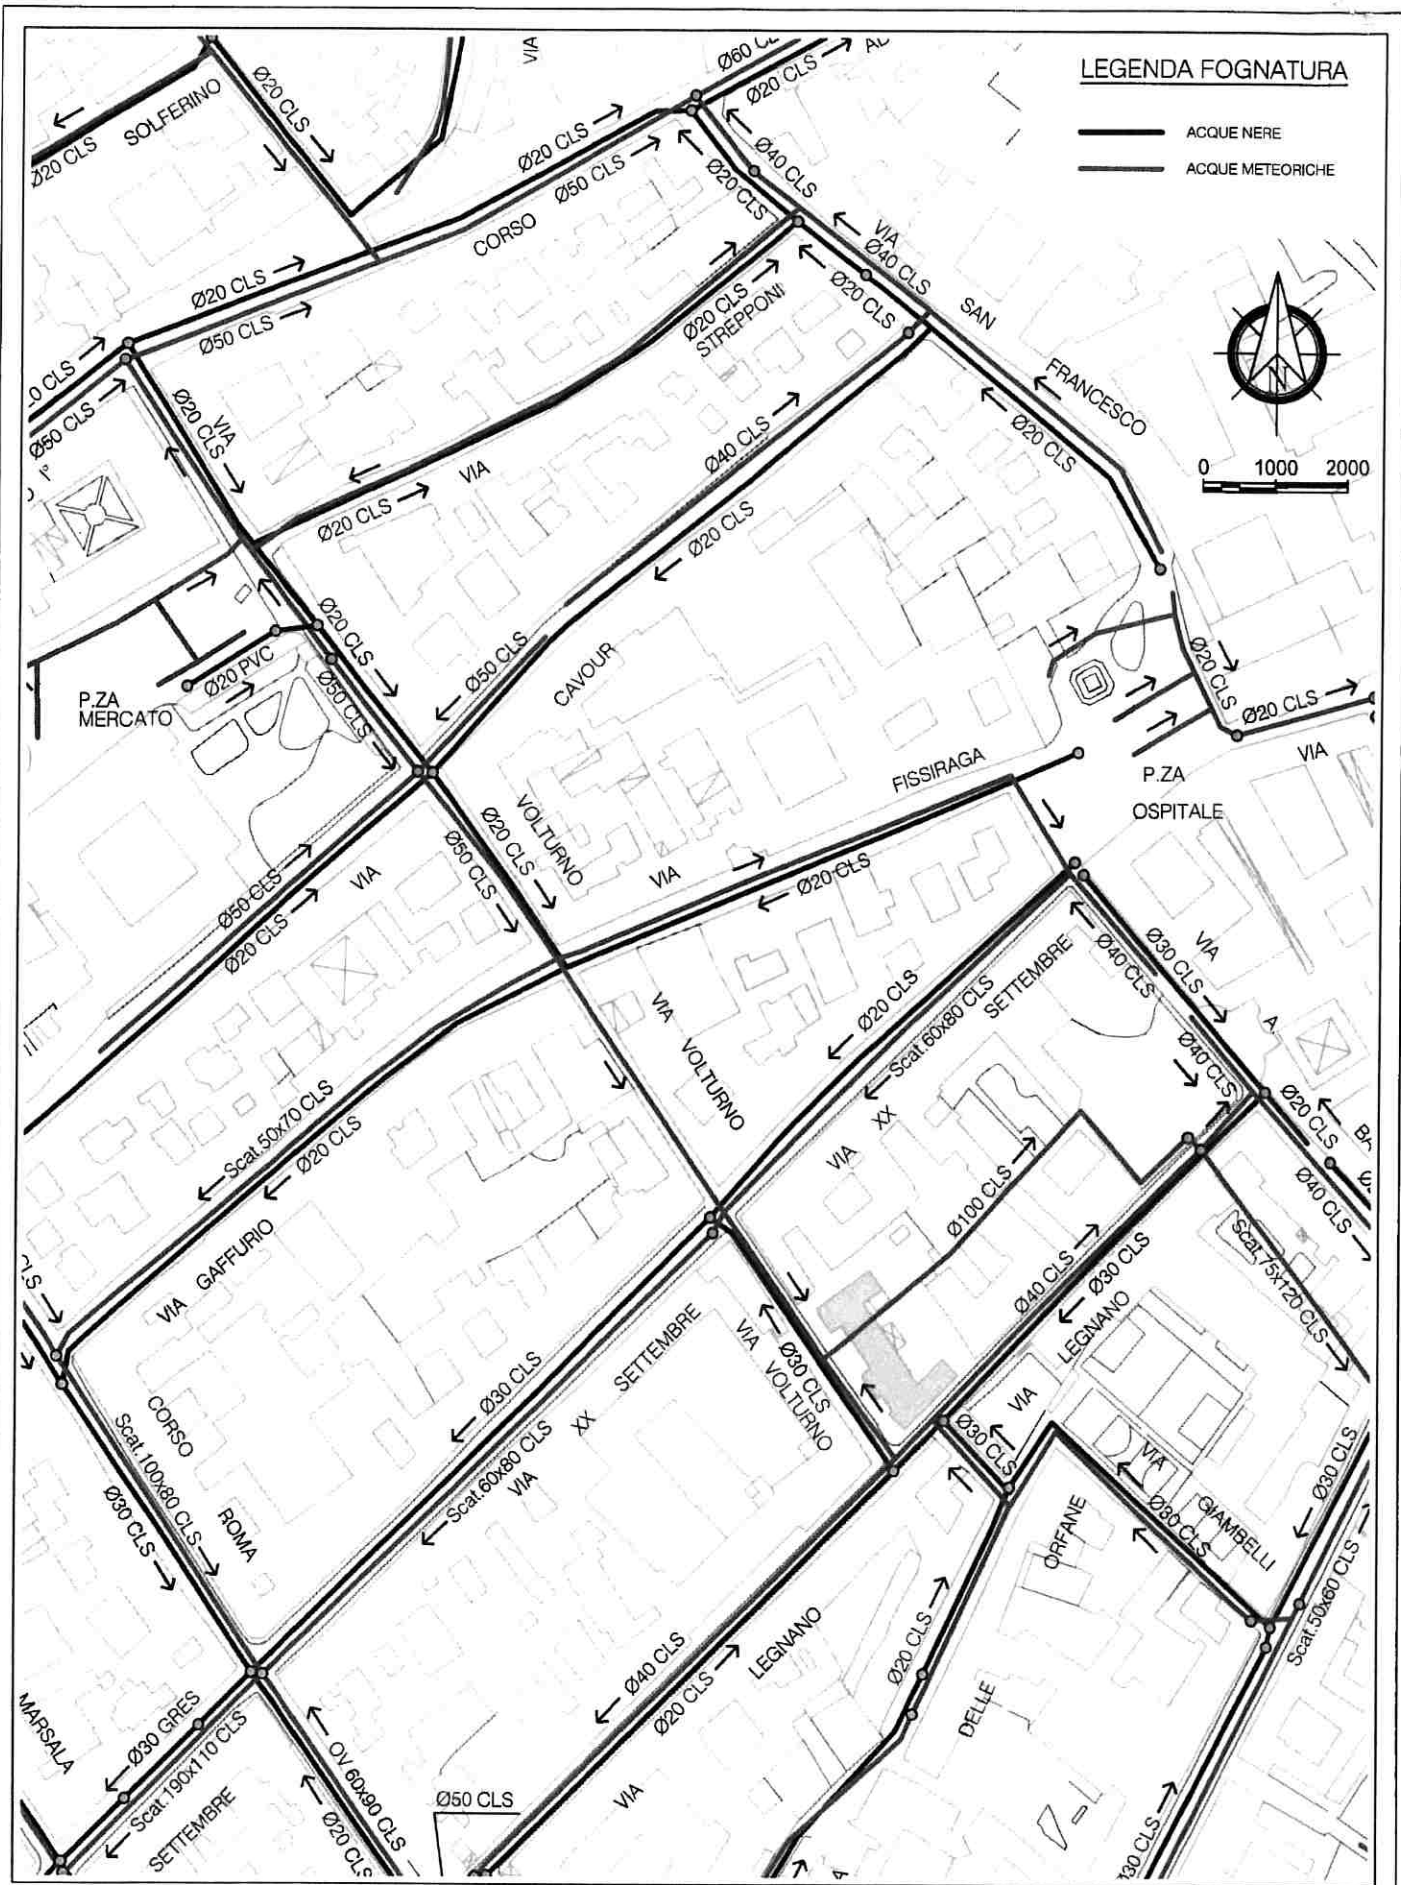 LEGENDA FOGNATURA
ACQUE NERE
ACQUE METEORICHE
N
0 1000 2000
VIA
Ø20 CLS
SOLFERINO
Ø20 CLS
Ø20 CLS
Ø20 CLS
Ø50 CLS
CORSO
Ø20 CLS
Ø50 CLS
Ø40 CLS
Ø20 CLS
VIA
Ø40 CLS
SAN
FRANCESCO
Ø20 CLS
Ø20 CLS
Ø20 CLS
STREPPONI
VIA
Ø20 CLS
Ø50 CLS
VIA
Ø20 CLS
Ø40 CLS
Ø20 CLS
Ø50 CLS
CAVOUR
Ø20 CLS
Ø50 CLS
Ø20 PVC
P.ZA
MERCATO
Ø20 CLS
Ø20 CLS
VIA
P.ZA
OSPITALE
FISSIRAGA
VIA
Ø20 CLS
VOLTURNO
Ø20 CLS
Ø50 CLS
VIA
Ø50 CLS
Ø20 CLS
VIA
VOLTURNO
Ø20 CLS
Scat.60x80 CLS
SETTEMBRE
XX
VIA
Ø40 CLS
Ø30 CLS
VIA
A.
Ø40 CLS
Ø20 CLS
Ø40 CLS
Scat.50x70 CLS
Ø20 CLS
VIA GAFFURIO
Ø100 CLS
Ø40 CLS
Ø30 CLS
LEGNANO
VIA
Scat.75x120 CLS
Ø30 CLS
VIA VOLTURNO
Ø30 CLS
Scat.60x80 CLS
VIA XX SETTEMBRE
CORSO
ROMA
Scat.100x80 CLS
Ø30 CLS
Ø30 CLS
VIA
GIAMBELLI
Ø30 CLS
Ø30 CLS
Scat.50x60 CLS
ORFANE
DELLE
Ø20 CLS
Ø40 CLS
Ø20 CLS
LEGNANO
VIA
MARSALA
Ø30 GRES
Scat.190x110 CLS
SETTEMBRE
OV.60x90 CLS
Ø20 CLS
Ø50 CLS
Ø30 CLS